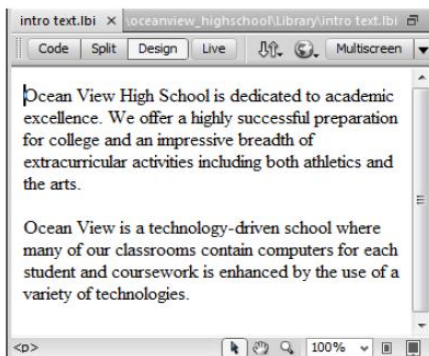 intro text.lbi × \oceanview_highschool\Library\intro text.lbi
Code Split Design Live Multiscreen
Ocean View High School is dedicated to academic
excellence. We offer a highly successful preparation
for college and an impressive breadth of
extracurricular activities including both athletics and
the arts.
Ocean View is a technology-driven school where
many of our classrooms contain computers for each
student and coursework is enhanced by the use of a
variety of technologies.
<p> 100%